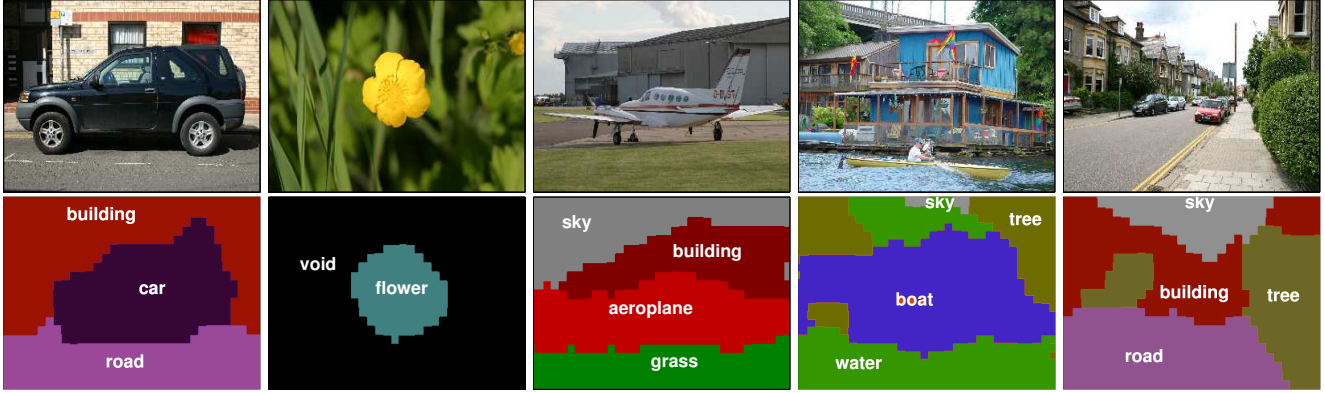 building
car
road
void
flower
sky
building
aeroplane
grass
sky
tree
boat
water
sky
building
tree
road